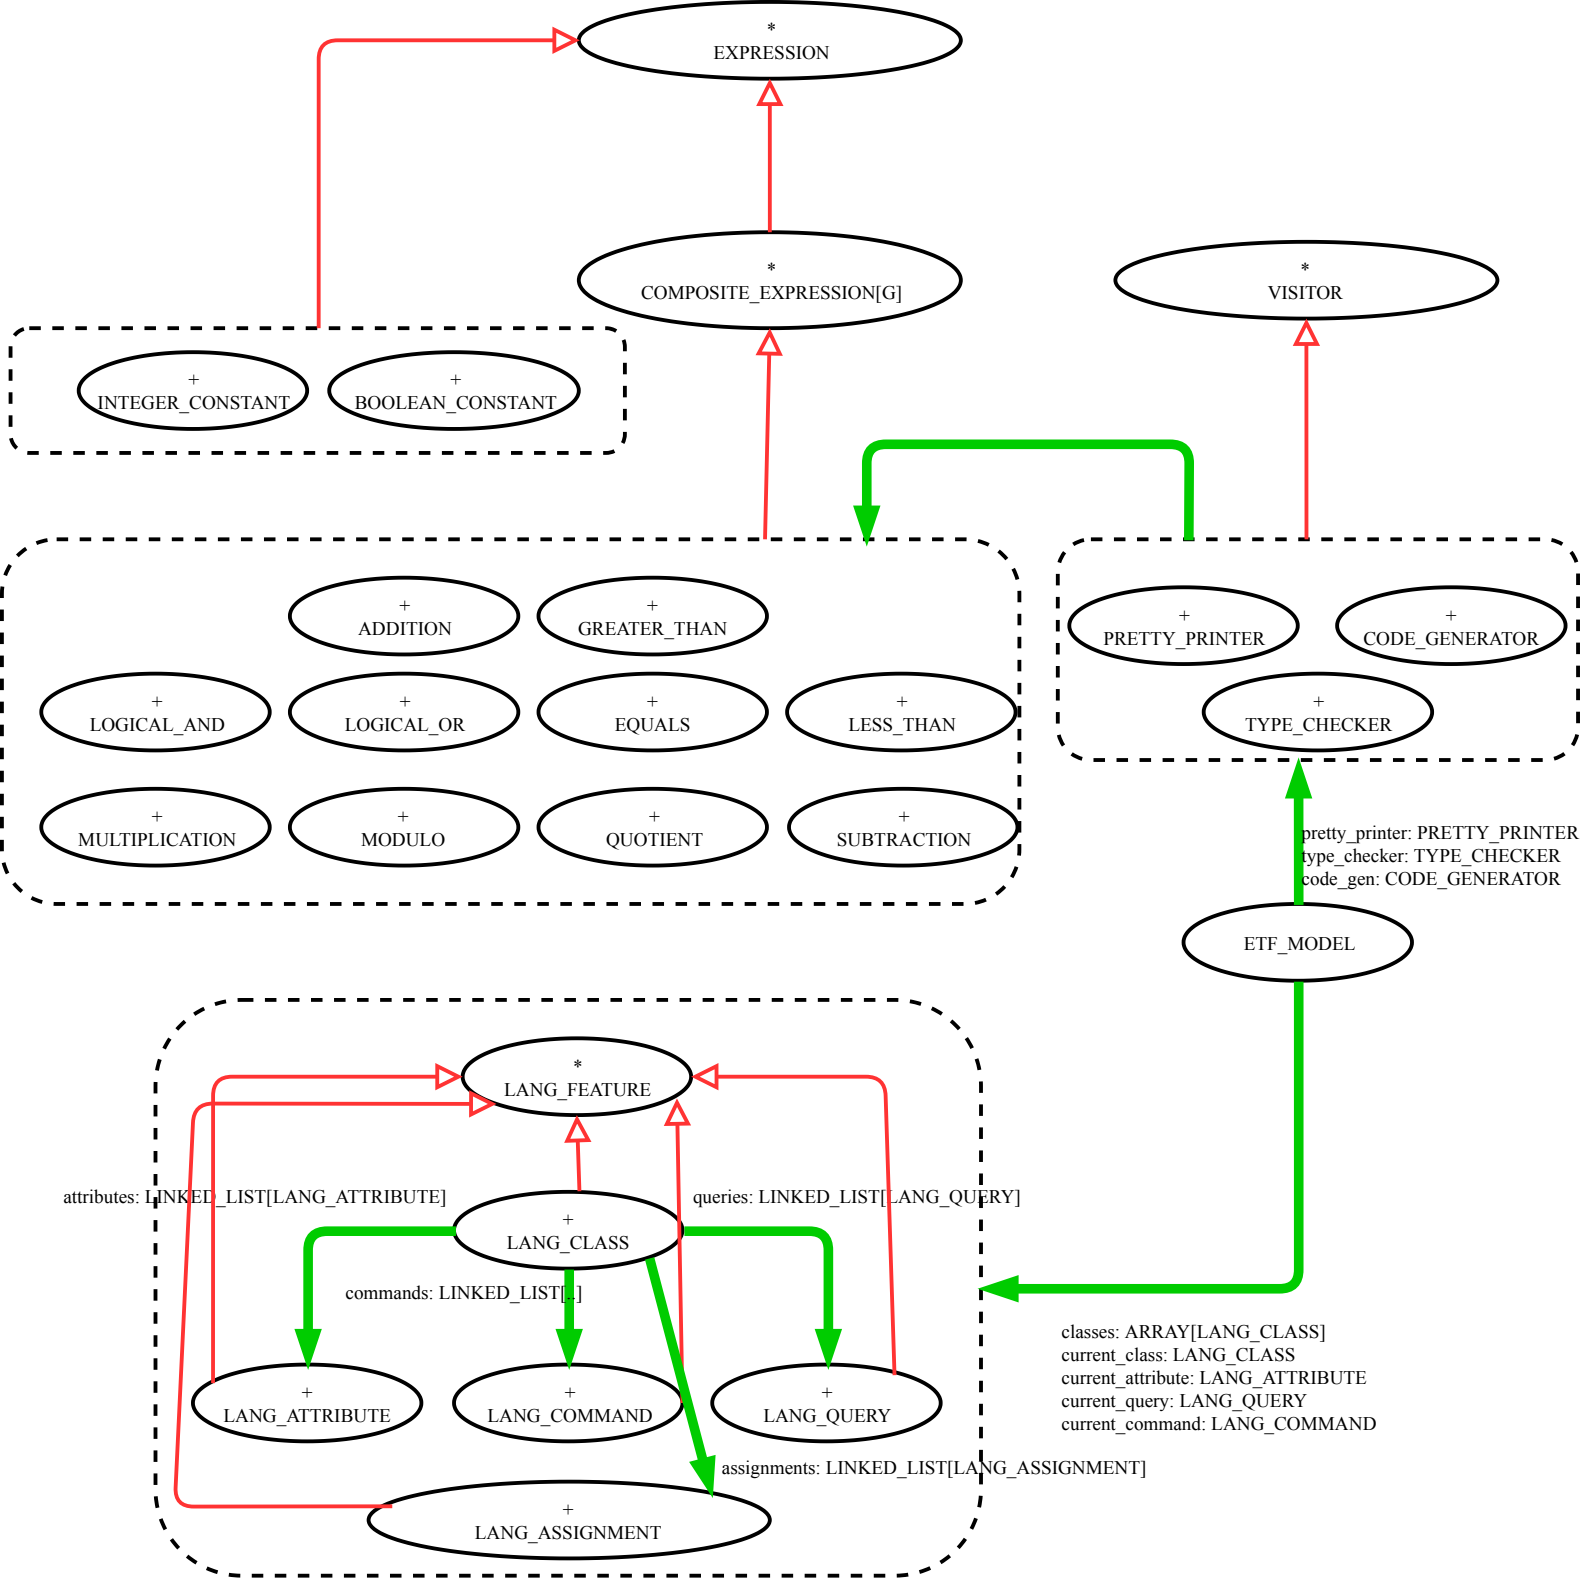 *
EXPRESSION
*
COMPOSITE_EXPRESSION[G]
*
VISITOR
+
INTEGER_CONSTANT
+
BOOLEAN_CONSTANT
+
ADDITION
+
GREATER_THAN
+
PRETTY_PRINTER
+
CODE_GENERATOR
+
LOGICAL_AND
+
LOGICAL_OR
+
EQUALS
+
LESS_THAN
+
TYPE_CHECKER
+
MULTIPLICATION
+
MODULO
+
QUOTIENT
+
SUBTRACTION
pretty_printer: PRETTY_PRINTER
type_checker: TYPE_CHECKER
code_gen: CODE_GENERATOR
ETF_MODEL
*
LANG_FEATURE
attributes: LINKED_LIST[LANG_ATTRIBUTE]
queries: LINKED_LIST[LANG_QUERY]
+
LANG_CLASS
commands: LINKED_LIST[..]
classes: ARRAY[LANG_CLASS]
current_class: LANG_CLASS
current_attribute: LANG_ATTRIBUTE
current_query: LANG_QUERY
current_command: LANG_COMMAND
+
LANG_ATTRIBUTE
+
LANG_COMMAND
+
LANG_QUERY
assignments: LINKED_LIST[LANG_ASSIGNMENT]
+
LANG_ASSIGNMENT